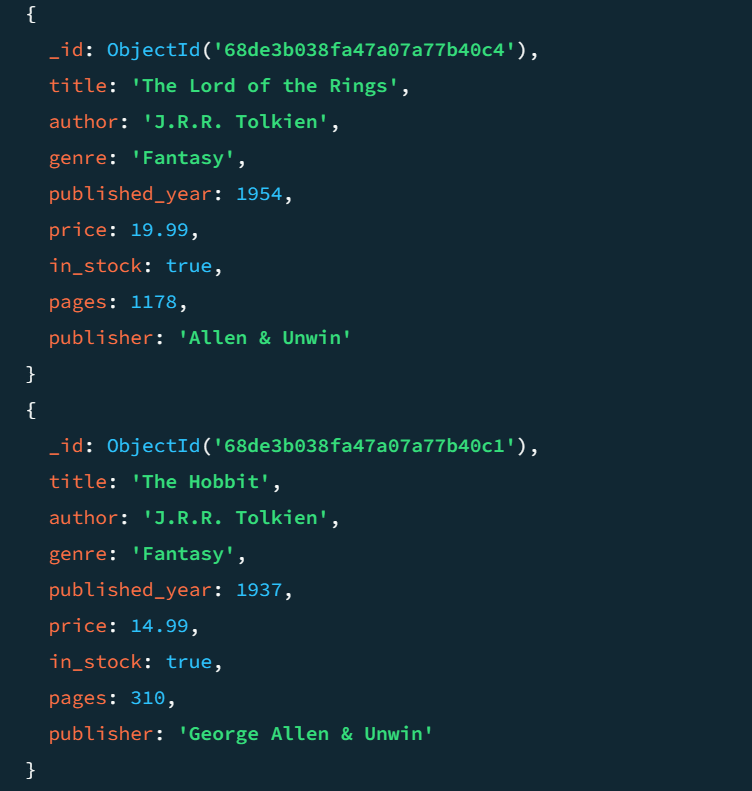 {
  _id: ObjectId('68de3b038fa47a07a77b40c4'),
  title: 'The Lord of the Rings',
  author: 'J.R.R. Tolkien',
  genre: 'Fantasy',
  published_year: 1954,
  price: 19.99,
  in_stock: true,
  pages: 1178,
  publisher: 'Allen & Unwin'
}
{
  _id: ObjectId('68de3b038fa47a07a77b40c1'),
  title: 'The Hobbit',
  author: 'J.R.R. Tolkien',
  genre: 'Fantasy',
  published_year: 1937,
  price: 14.99,
  in_stock: true,
  pages: 310,
  publisher: 'George Allen & Unwin'
}